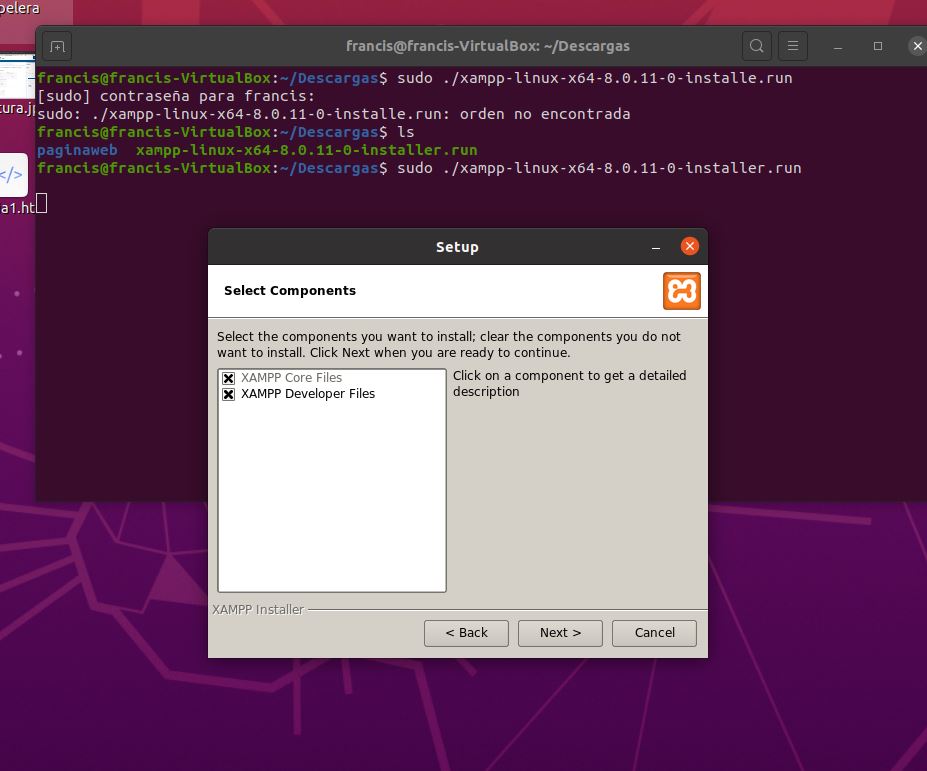 pelera
francis@francis-VirtualBox: ~/Descargas
francis@francis-VirtualBox:~/Descargas$ sudo ./xampp-linux-x64-8.0.11-0-installe.run
[sudo] contraseña para francis:
sudo: ./xampp-linux-x64-8.0.11-0-installe.run: orden no encontrada
francis@francis-VirtualBox:~/Descargas$ ls
paginaweb  xampp-linux-x64-8.0.11-0-installer.run
francis@francis-VirtualBox:~/Descargas$ sudo ./xampp-linux-x64-8.0.11-0-installer.run
tura.j
</>
a1.ht
Setup
Select Components
Select the components you want to install; clear the components you do not
want to install. Click Next when you are ready to continue.
XAMPP Core Files
XAMPP Developer Files
Click on a component to get a detailed
description
XAMPP Installer
< Back
Next >
Cancel